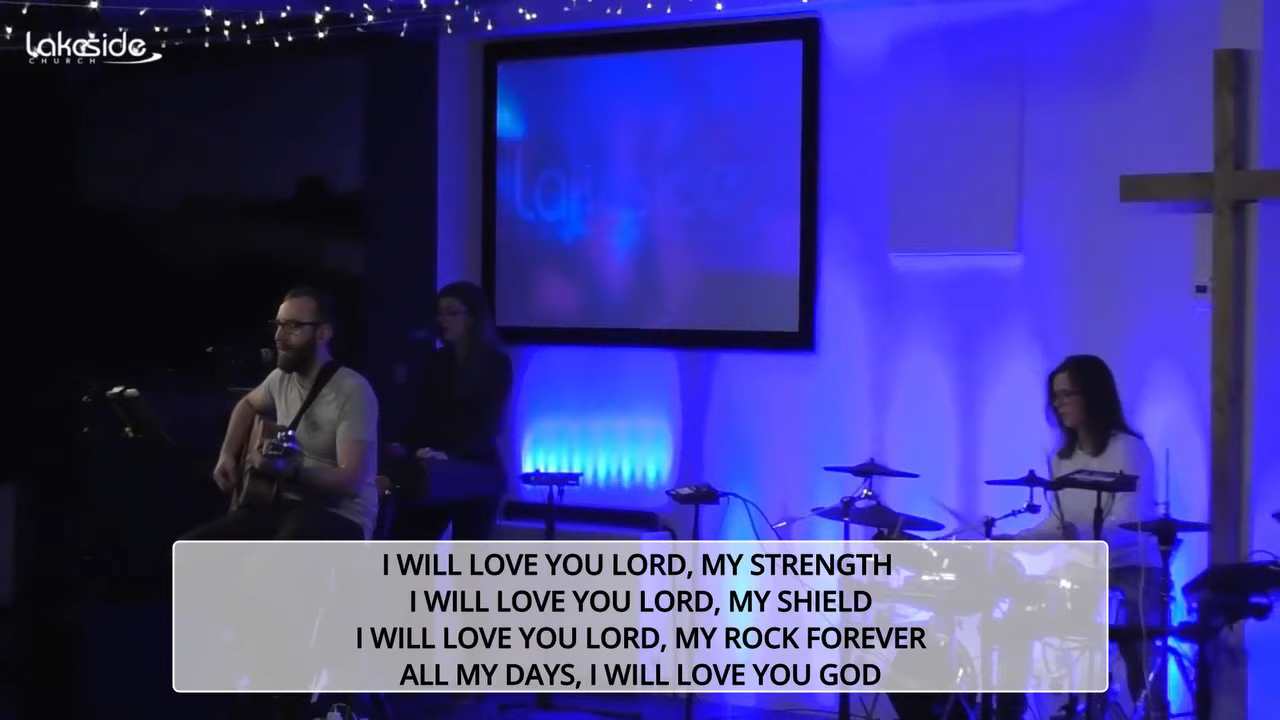 Lakeside
CHURCH
I WILL LOVE YOU LORD, MY STRENGTH
I WILL LOVE YOU LORD, MY SHIELD
I WILL LOVE YOU LORD, MY ROCK FOREVER
ALL MY DAYS, I WILL LOVE YOU GOD